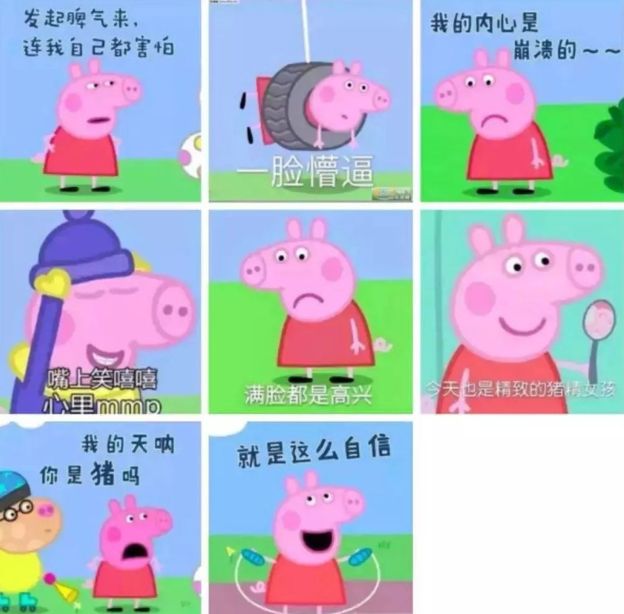 发起脾气来，
连我自己都害怕
一脸懵逼
我的内心是
崩溃的～～
嘴上笑嘻嘻
心里mmp
满脸都是高兴
今天也是精致的猪精女孩
我的天呐
你是猪吗
就是这么自信